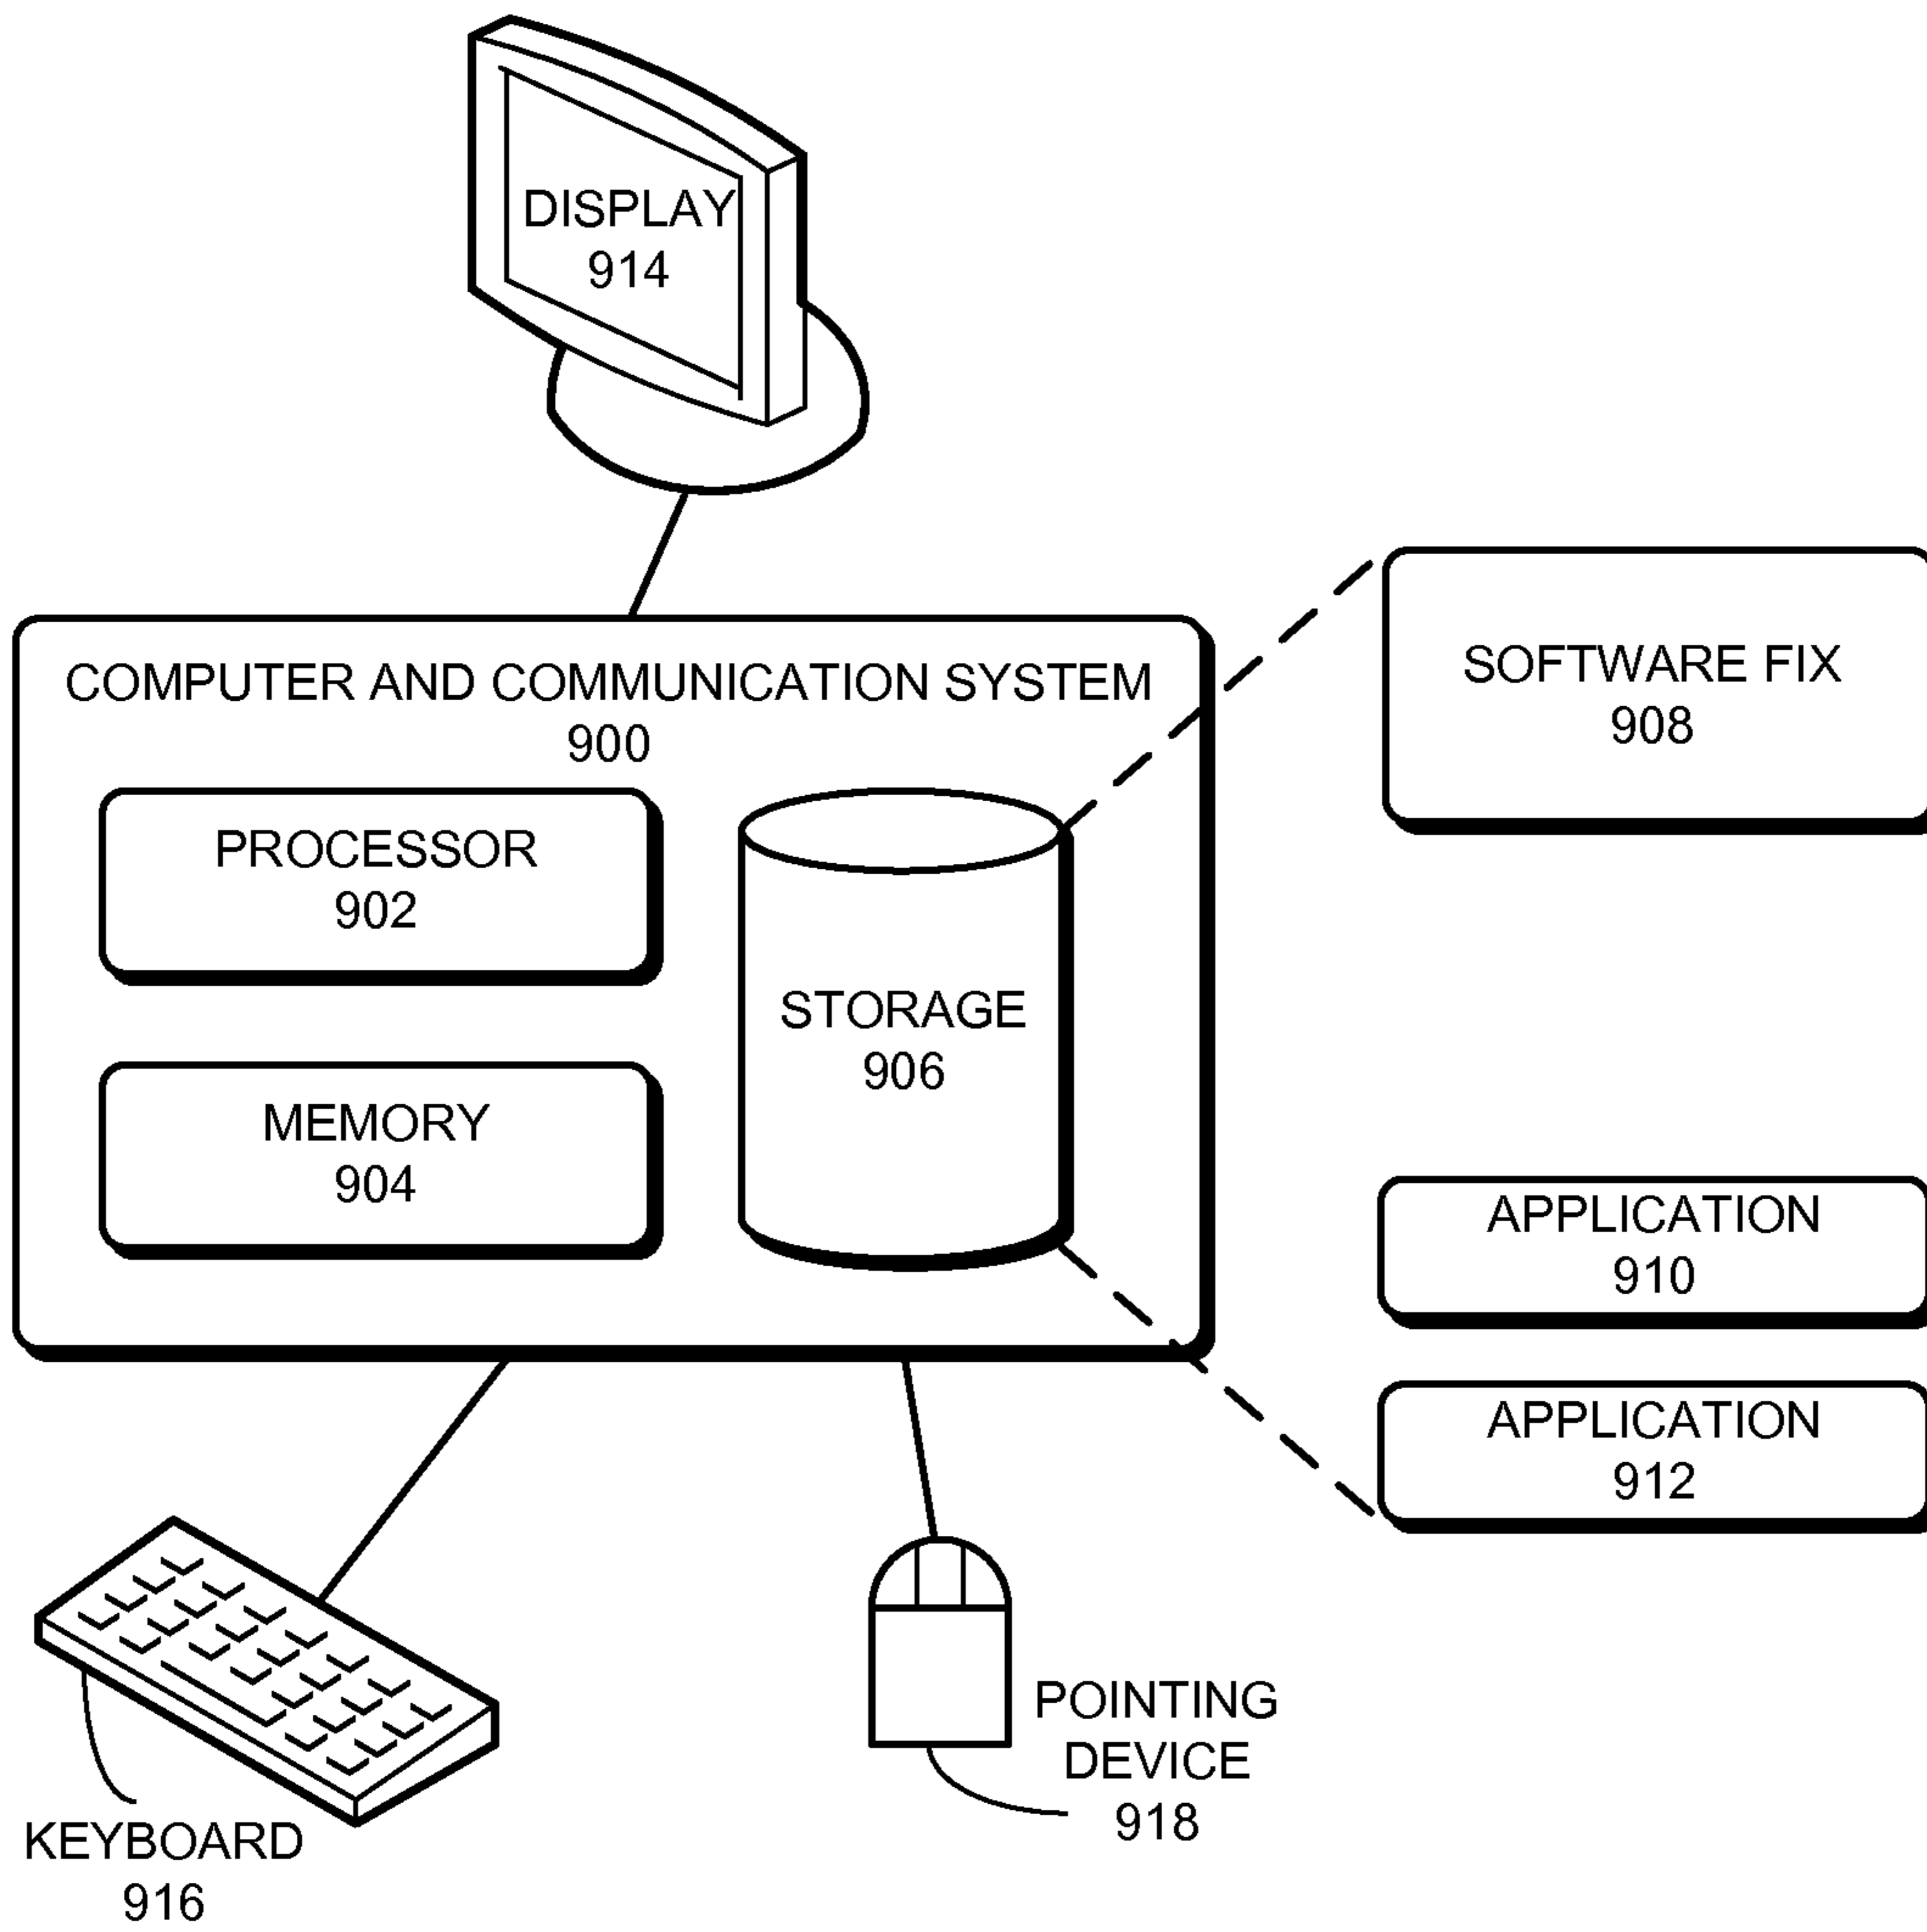 DISPLAY
914
SOFTWARE FIX
908
COMPUTER AND COMMUNICATION SYSTEM
900
PROCESSOR
902
STORAGE
906
MEMORY
904
APPLICATION
910
APPLICATION
912
POINTING
DEVICE
918
KEYBOARD
916